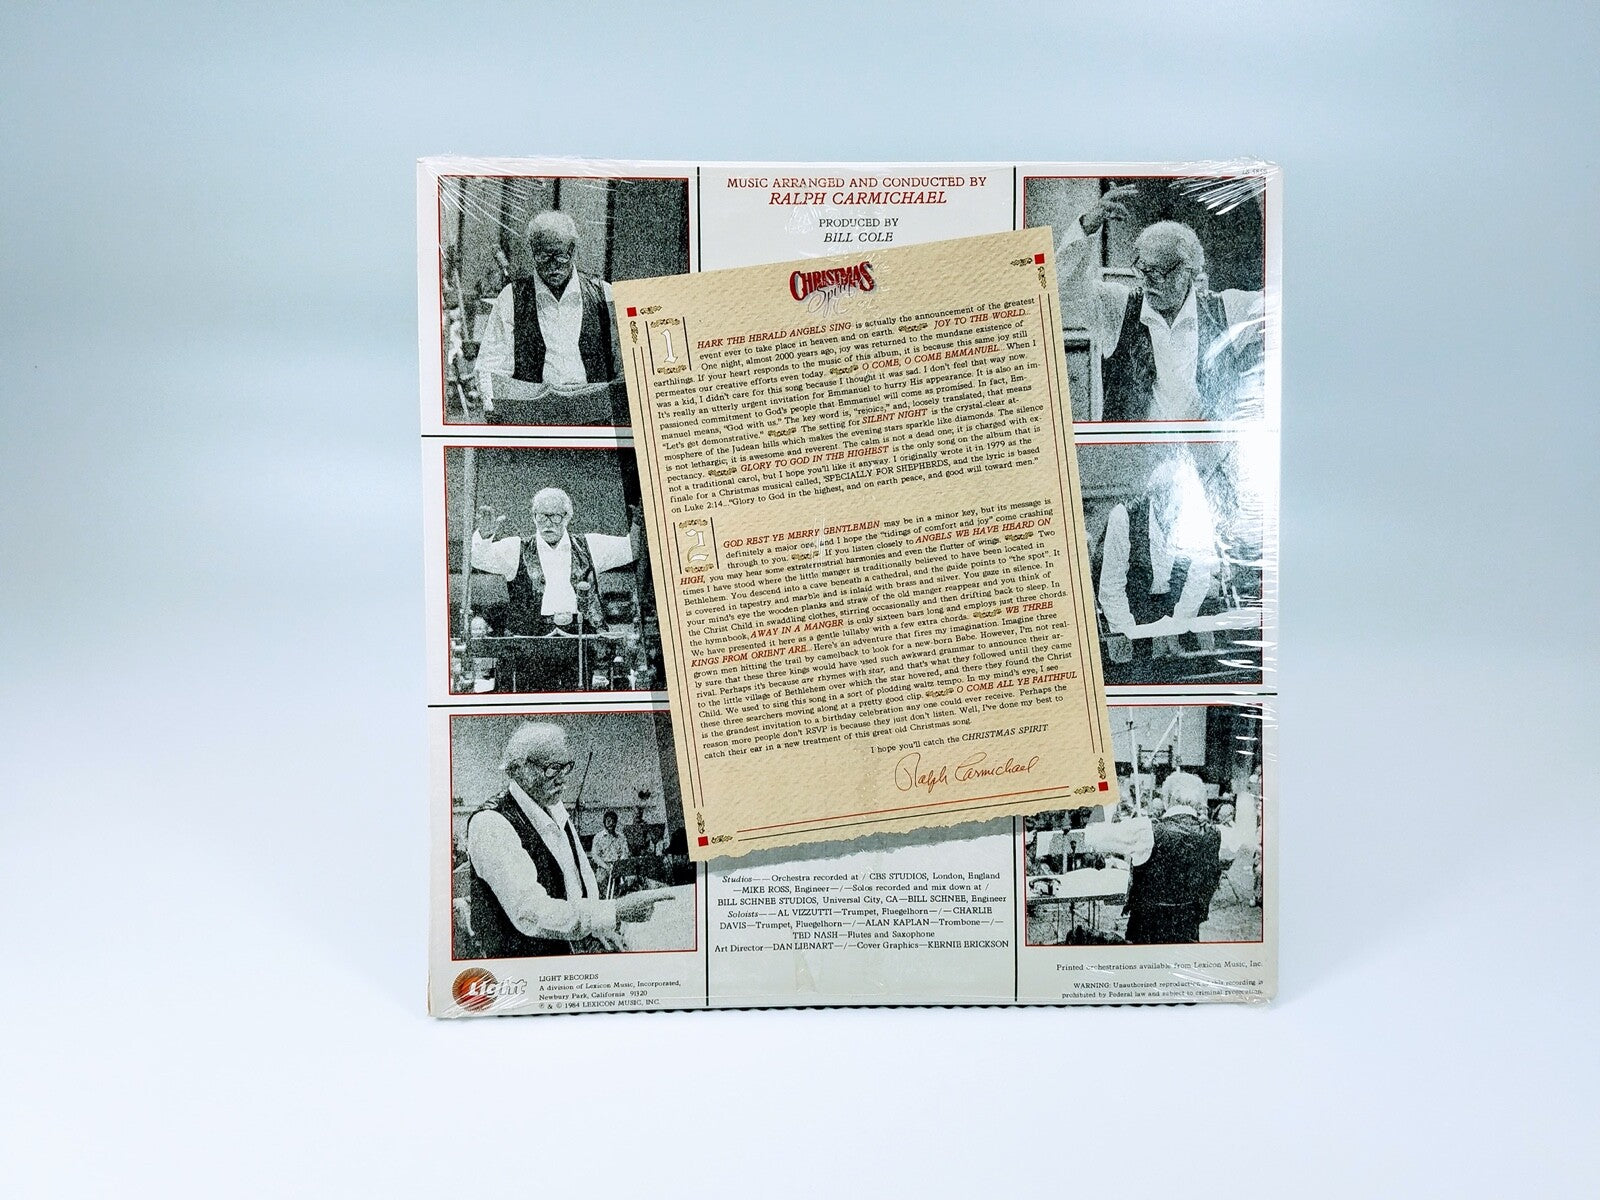 LS 5856
MUSIC ARRANGED AND CONDUCTED BY
RALPH CARMICHAEL
PRODUCED BY
BILL COLE
CHRISTMAS
Spirit
1
HARK THE HERALD ANGELS SING is actually the announcement of the greatest
event ever to take place in heaven and on earth. JOY TO THE WORLD...
One night, almost 2000 years ago, joy was returned to the mundane existence of
earthlings. If your heart responds to the music of this album, it is because this same joy still
permeates our creative efforts even today. O COME, O COME EMMANUEL...When I
was a kid, I didn't care for this song because I thought it was sad. I don't feel that way now.
It's really an utterly urgent invitation for Emmanuel to hurry His appearance. It is also an im-
passioned commitment to God's people that Emmanuel will come as promised. In fact, Em-
manuel means, "God with us." The key word is, "rejoice," and, loosely translated, that means
"Let's get demonstrative." The setting for SILENT NIGHT is the crystal-clear at-
mosphere of the Judean hills which makes the evening stars sparkle like diamonds. The silence
is not lethargic; it is awesome and reverent. The calm is not a dead one; it is charged with ex-
pectancy. GLORY TO GOD IN THE HIGHEST is the only song on the album that is
not a traditional carol, but I hope you'll like it anyway. I originally wrote it in 1979 as the
finale for a Christmas musical called, "SPECIALLY FOR SHEPHERDS, and the lyric is based
on Luke 2:14..."Glory to God in the highest, and on earth peace, and good will toward men."
2
GOD REST YE MERRY GENTLEMEN may be in a minor key, but its message is
definitely a major one, and I hope the "tidings of comfort and joy" come crashing
through to you. If you listen closely to ANGELS WE HAVE HEARD ON
HIGH, you may hear some extraterrestrial harmonies and even the flutter of wings. Two
times I have stood where the little manger is traditionally believed to have been located in
Bethlehem. You descend into a cave beneath a cathedral, and the guide points to "the spot". It
is covered in tapestry and marble and is inlaid with brass and silver. You gaze in silence. In
your mind's eye the wooden planks and straw of the old manger reappear and you think of
the Christ Child in swaddling clothes, stirring occasionally and then drifting back to sleep. In
the hymnbook, AWAY IN A MANGER is only sixteen bars long and employs just three chords.
We have presented it here as a gentle lullaby with a few extra chords. WE THREE
KINGS FROM ORIENT ARE...Here's an adventure that fires my imagination. Imagine three
grown men hitting the trail by camelback to look for a new-born Babe. However, I'm not real-
ly sure that these three kings would have used such awkward grammar to announce their ar-
rival. Perhaps it's because are rhymes with star, and that's what they followed until they came
to the little village of Bethlehem over which the star hovered, and there they found the Christ
Child. We used to sing this song in a sort of plodding waltz tempo. In my mind's eye, I see
these three searchers moving along at a pretty good clip. O COME ALL YE FAITHFUL
is the grandest invitation to a birthday celebration any one could ever receive. Perhaps the
reason more people don't RSVP is because they just don't listen. Well, I've done my best to
catch their ear in a new treatment of this great old Christmas song.
I hope you'll catch the CHRISTMAS SPIRIT
Ralph Carmichael
Studios——Orchestra recorded at / CBS STUDIOS, London, England
—MIKE ROSS, Engineer—/—Solos recorded and mix down at /
BILL SCHNEE STUDIOS, Universal City, CA—BILL SCHNEE, Engineer
Soloists——AL VIZZUTTI—Trumpet, Fluegelhorn—/—CHARLIE
DAVIS—Trumpet, Fluegelhorn—/—ALAN KAPLAN—Trombone—/—
TED NASH—Flutes and Saxophone
Art Director—DAN LIENART—/—Cover Graphics—KERNIE ERICKSON
Light
LIGHT RECORDS
A division of Lexicon Music, Incorporated,
Newbury Park, California 91320
℗ & © 1984 LEXICON MUSIC, INC.
Printed orchestrations available from Lexicon Music, Inc.
WARNING: Unauthorized reproduction of this recording is
prohibited by Federal law and subject to criminal prosecution.